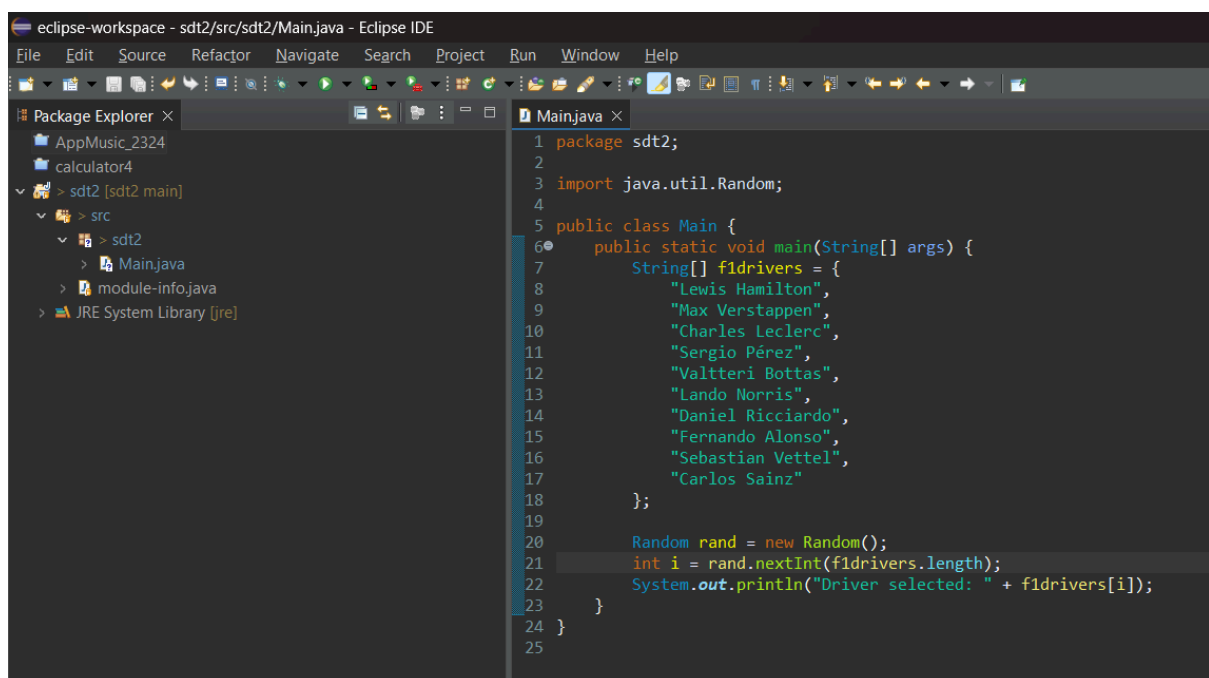 eclipse-workspace - sdt2/src/sdt2/Main.java - Eclipse IDE
File Edit Source Refactor Navigate Search Project Run Window Help
Package Explorer
AppMusic_2324
calculator4
> sdt2 [sdt2 main]
> src
> sdt2
Main.java
module-info.java
JRE System Library [jre]
Main.java
1 package sdt2;
2
3 import java.util.Random;
4
5 public class Main {
6     public static void main(String[] args) {
7         String[] f1drivers = {
8             "Lewis Hamilton",
9             "Max Verstappen",
10             "Charles Leclerc",
11             "Sergio Pérez",
12             "Valtteri Bottas",
13             "Lando Norris",
14             "Daniel Ricciardo",
15             "Fernando Alonso",
16             "Sebastian Vettel",
17             "Carlos Sainz"
18         };
19
20         Random rand = new Random();
21         int i = rand.nextInt(f1drivers.length);
22         System.out.println("Driver selected: " + f1drivers[i]);
23     }
24 }
25